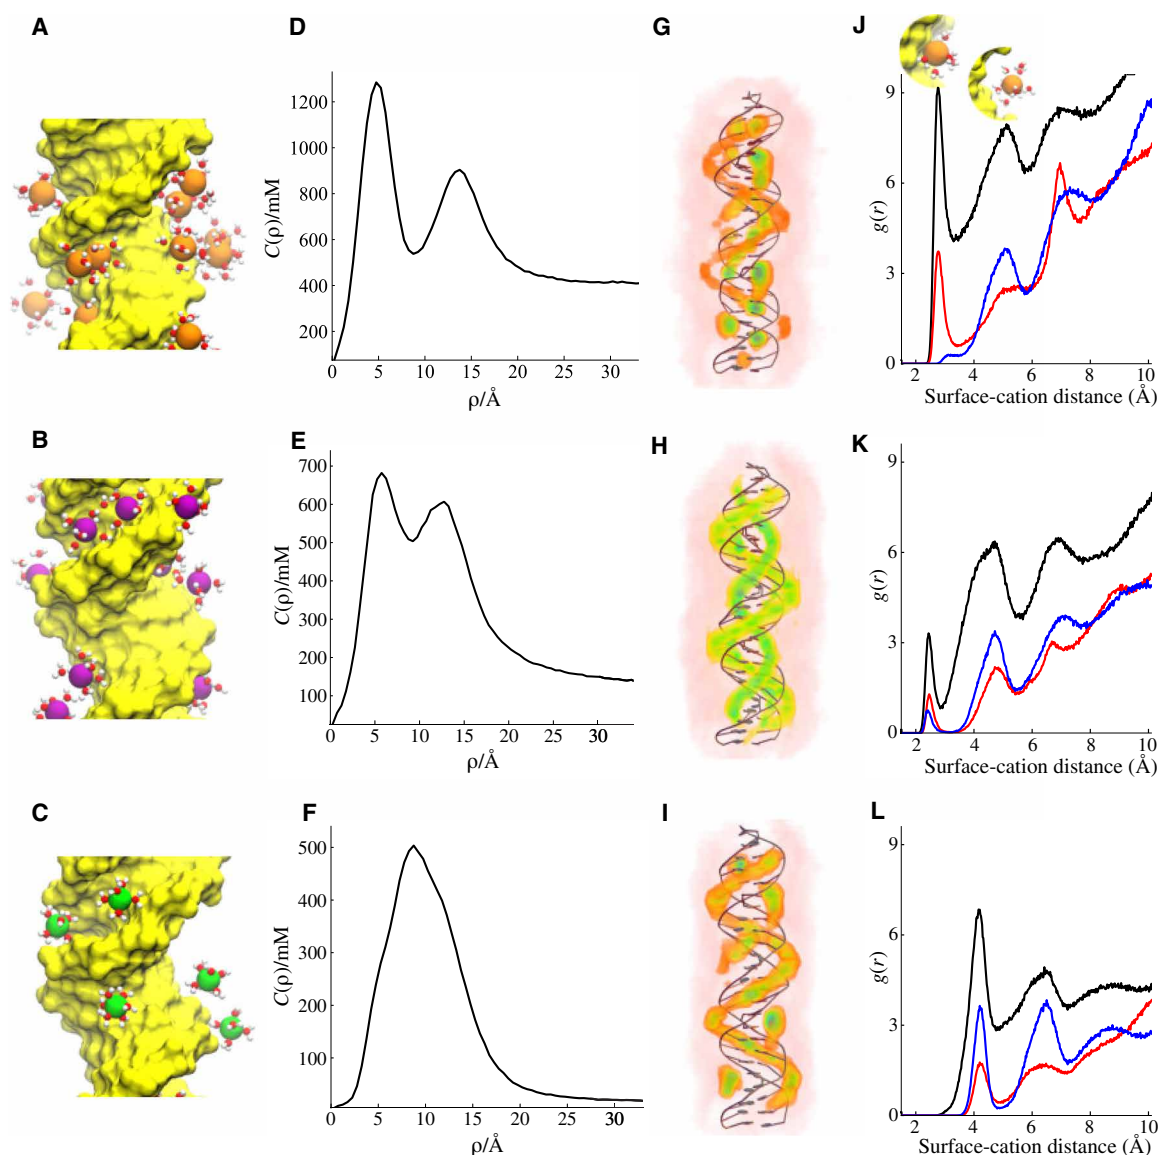 A
D
G
J
1200
1000
800
600
400
200
C(ρ)/mM
0 5 10 15 20 25 30
ρ/Å
9
6
3
0
g(r)
2 4 6 8 10
Surface-cation distance (Å)
B
E
H
K
700
600
500
400
300
200
100
C(ρ)/mM
0 5 10 15 20 25 30
ρ/Å
9
6
3
0
g(r)
2 4 6 8 10
Surface-cation distance (Å)
C
F
I
L
500
400
300
200
100
C(ρ)/mM
0 5 10 15 20 25 30
ρ/Å
9
6
3
0
g(r)
2 4 6 8 10
Surface-cation distance (Å)